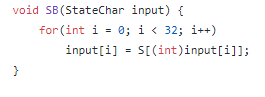 void SB(StateChar input) {
    for(int i = 0; i < 32; i++)
        input[i] = S[(int)input[i]];
}